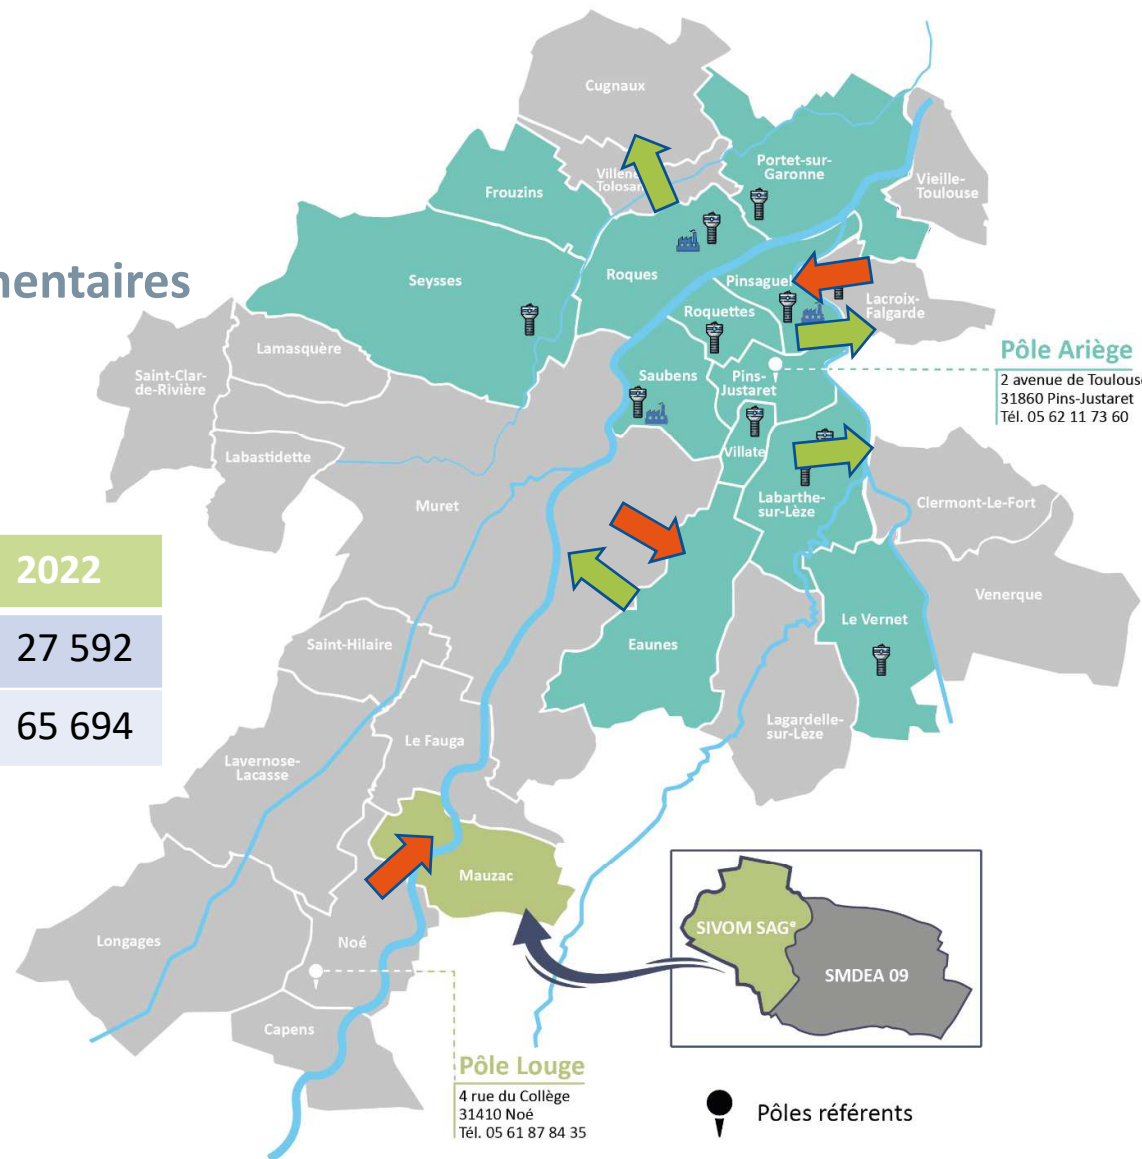 Cugnaux
Portet-sur-
Garonne
Vieille-
Toulouse
Frouzins
Seysses
Roques
Pinsaguel
Lacroix-
Falgarde
Roquettes
Lamasquère
Saint-Clar-
de-Rivière
Saubens
Pins-
Justaret
Pôle Ariège
2 avenue de Toulouse
31860 Pins-Justaret
Tél. 05 62 11 73 60
Labastidette
Villate
Muret
Labarthe-
sur-Lèze
Clermont-Le-Fort
2022
27 592
65 694
Venerque
Le Vernet
Saint-Hilaire
Eaunes
Lagardelle-
sur-Lèze
Le Fauga
Lavernose-
Lacasse
Mauzac
SIVOM SAGe
SMDEA 09
Longages
Noé
Capens
Pôle Louge
4 rue du Collège
31410 Noé
Tél. 05 61 87 84 35
Pôles référents